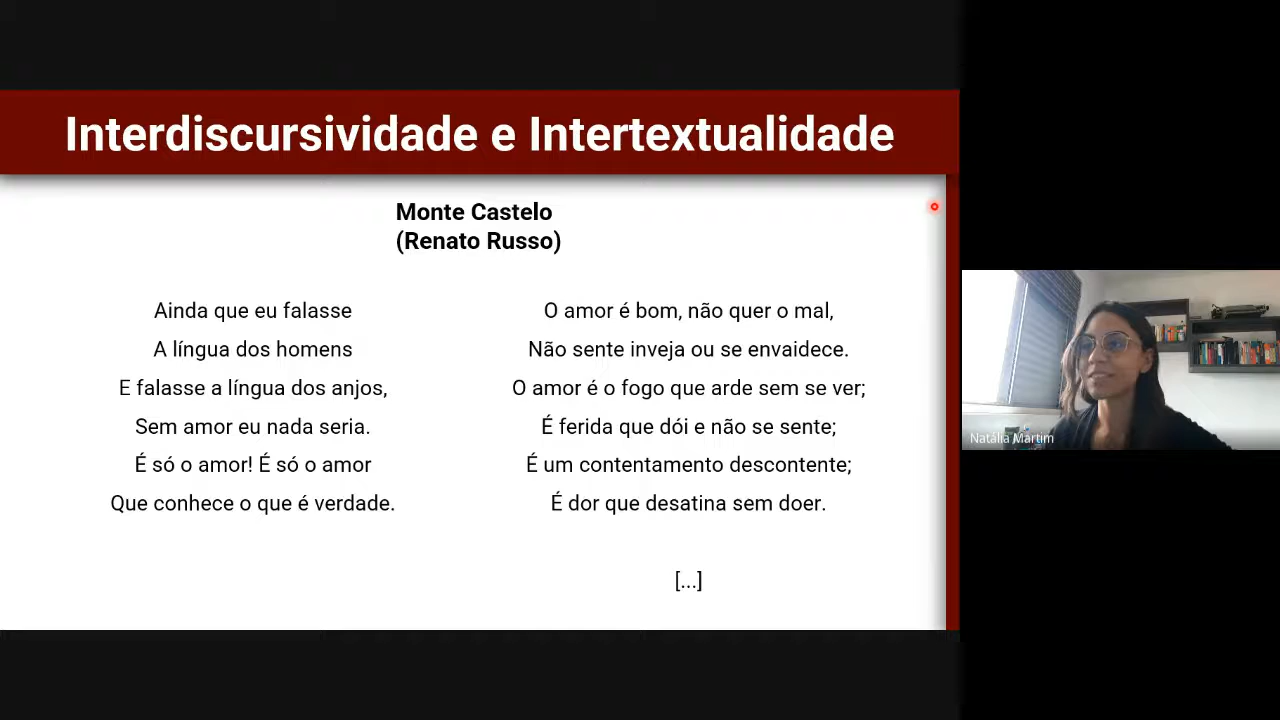 Interdiscursividade e Intertextualidade
Monte Castelo
(Renato Russo)
Ainda que eu falasse
A língua dos homens
E falasse a língua dos anjos,
Sem amor eu nada seria.
É só o amor! É só o amor
Que conhece o que é verdade.
O amor é bom, não quer o mal,
Não sente inveja ou se envaidece.
O amor é o fogo que arde sem se ver;
É ferida que dói e não se sente;
É um contentamento descontente;
É dor que desatina sem doer.
[...]
Natália Martim